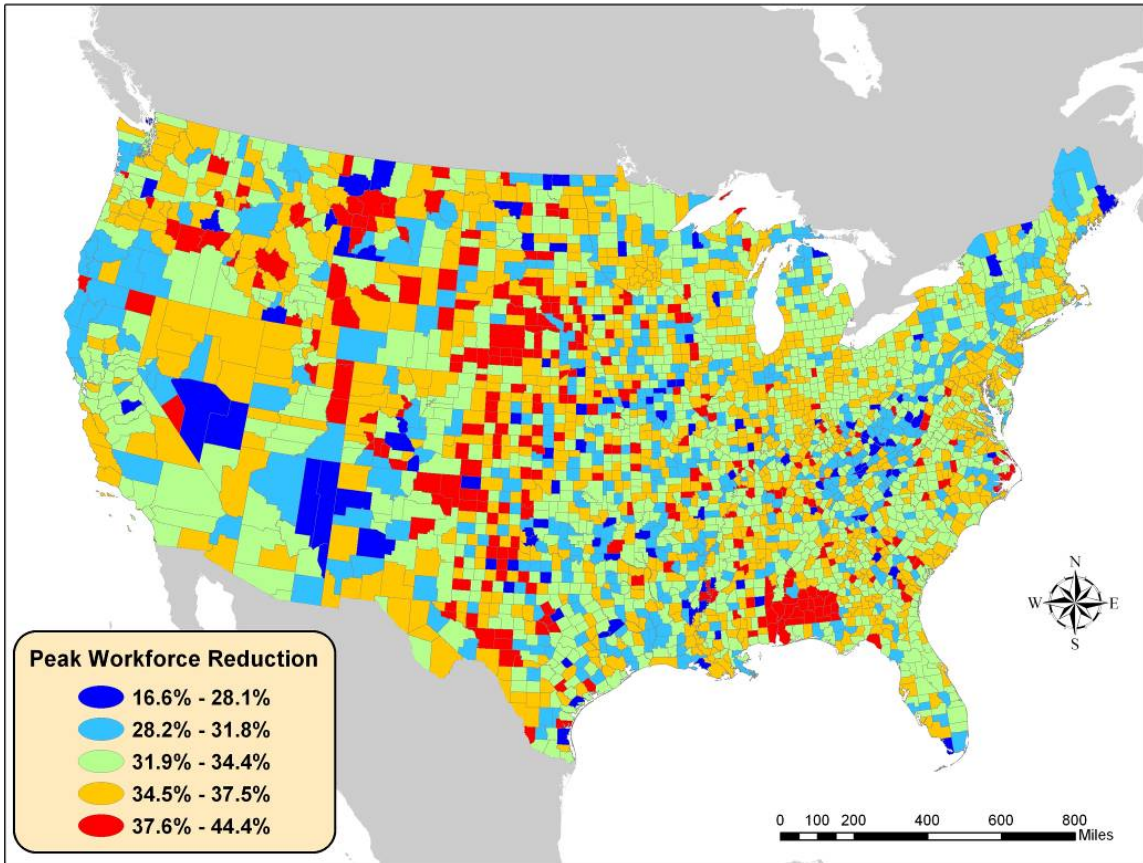 N
W E
S
Peak Workforce Reduction
16.6% - 28.1%
28.2% - 31.8%
31.9% - 34.4%
34.5% - 37.5%
37.6% - 44.4%
0 100 200 400 600 800
Miles